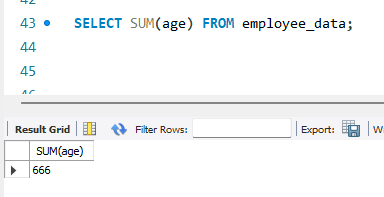 43 SELECT SUM(age) FROM employee_data;
44
45
Result Grid Filter Rows: Export:
SUM(age)
666